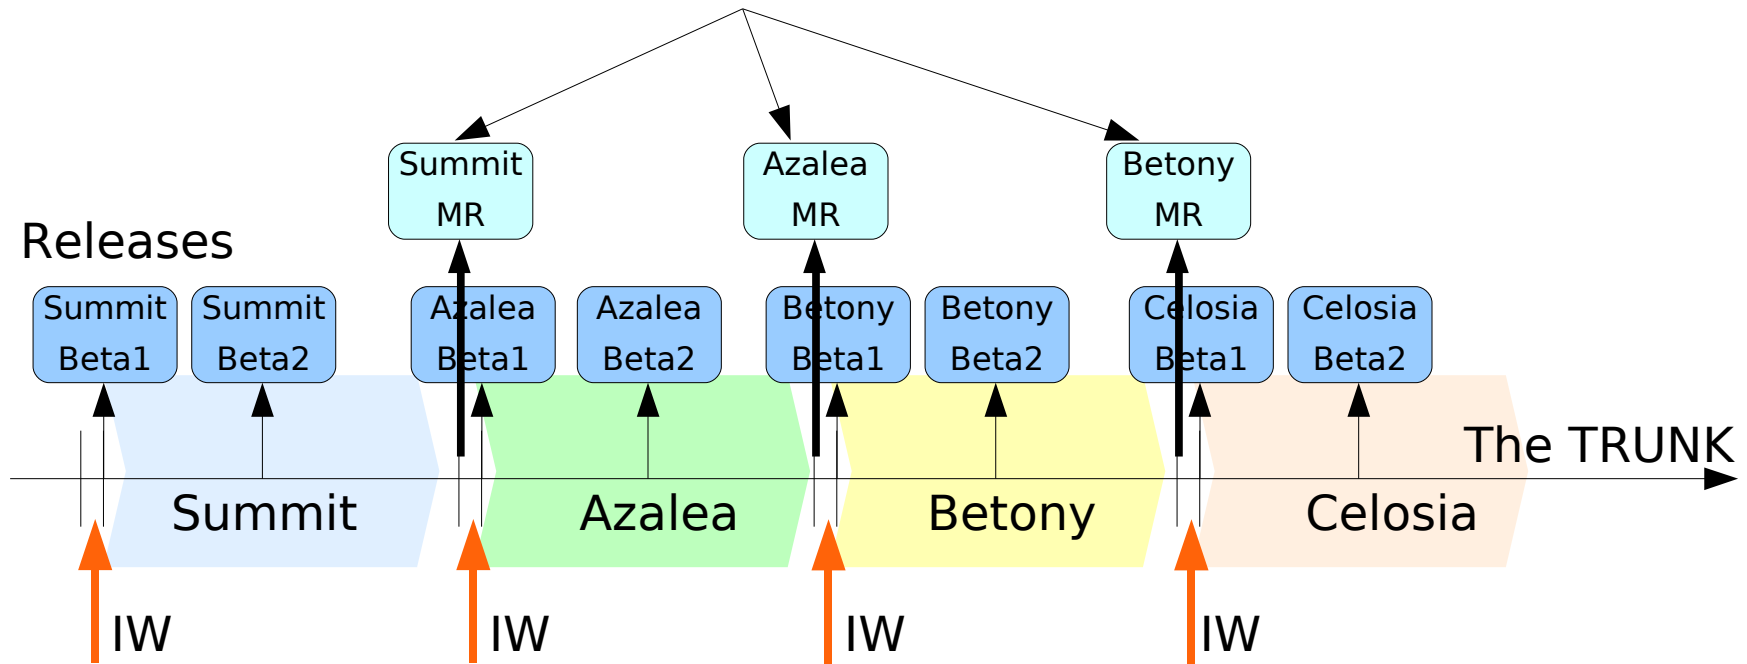 Summit
MR
Azalea
MR
Betony
MR
Releases
Summit
Beta1
Summit
Beta2
Azalea
Beta1
Azalea
Beta2
Betony
Beta1
Betony
Beta2
Celosia
Beta1
Celosia
Beta2
The TRUNK
Summit
Azalea
Betony
Celosia
IW
IW
IW
IW